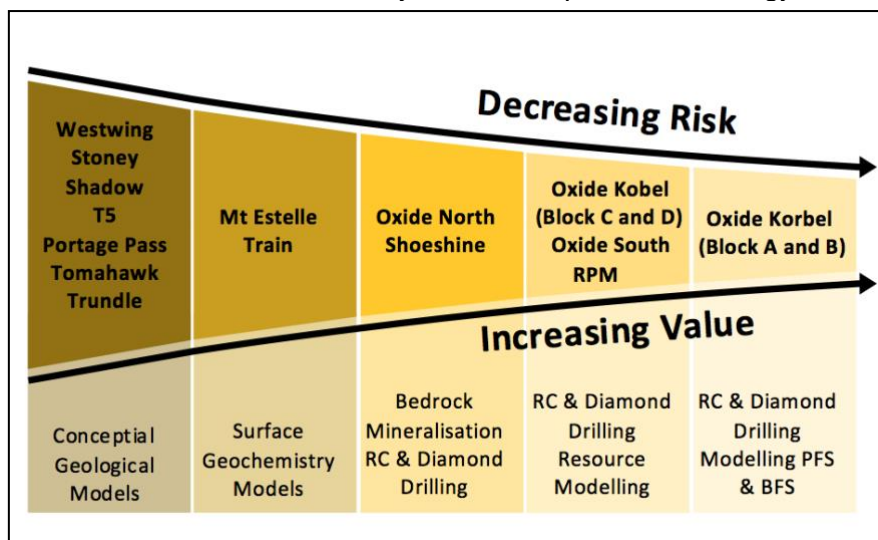 Decreasing Risk
Westwing
Stoney
Shadow
T5
Portage Pass
Tomahawk
Trundle
Mt Estelle
Train
Oxide North
Shoeshine
Oxide Kobel
(Block C and D)
Oxide South
RPM
Oxide Korbel
(Block A and B)
Increasing Value
Conceptial
Geological
Models
Surface
Geochemistry
Models
Bedrock
Mineralisation
RC & Diamond
Drilling
RC & Diamond
Drilling
Resource
Modelling
RC & Diamond
Drilling
Modelling PFS
& BFS